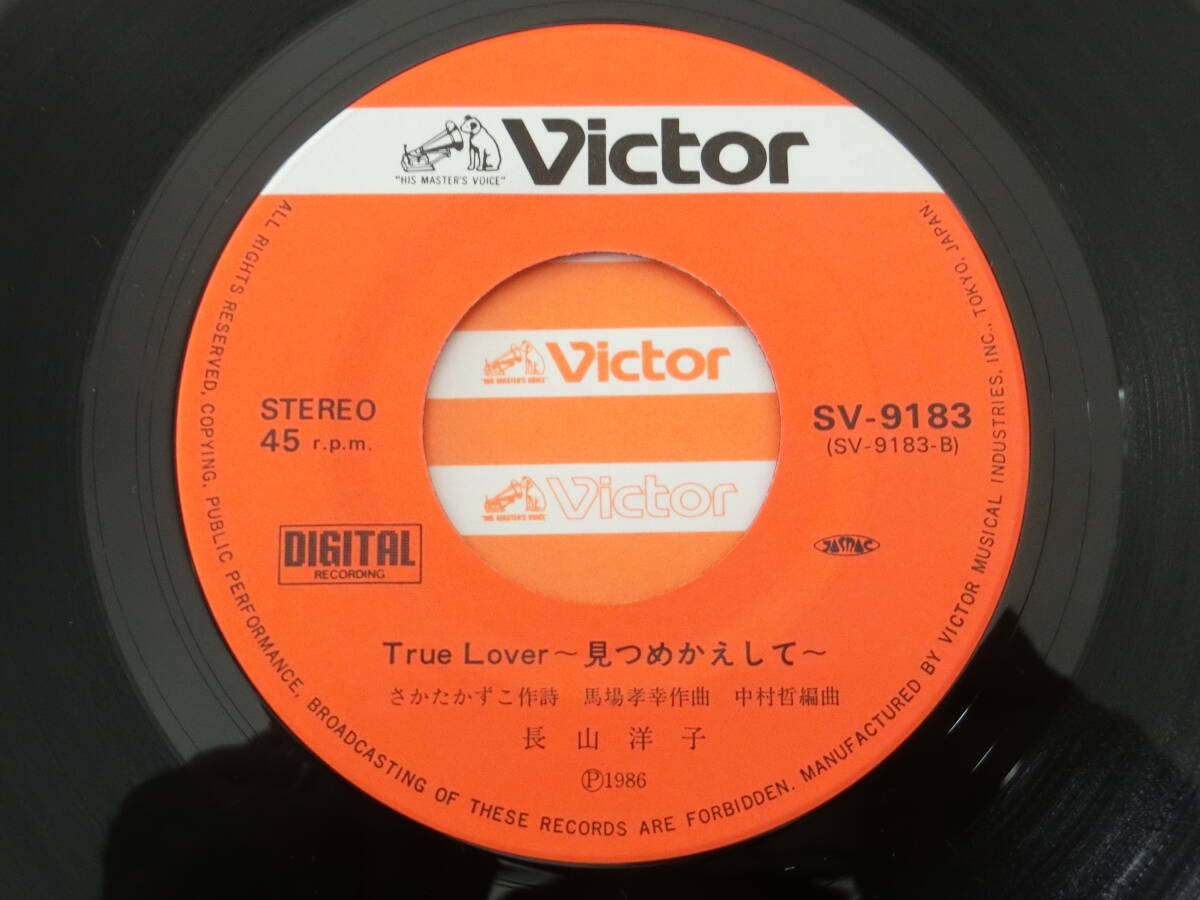 Victor
"HIS MASTER'S VOICE"
Victor
"HIS MASTER'S VOICE"
STEREO
45 r.p.m.
SV-9183
(SV-9183-B)
Victor
"HIS MASTER'S VOICE"
DIGITAL
RECORDING
JASRAC
True Lover～見つめかえして～
さかたかずこ作詩 馬場孝幸作曲 中村哲編曲
長山洋子
Ⓟ1986
ALL RIGHTS RESERVED, COPYING, PUBLIC PERFORMANCE, BROADCASTING OF THESE RECORDS ARE FORBIDDEN. MANUFACTURED BY VICTOR MUSICAL INDUSTRIES, INC., TOKYO, JAPAN.